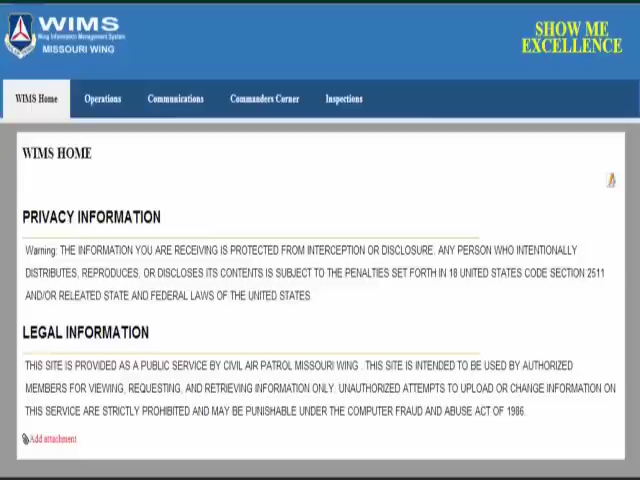 WIMS
Wing Information Management System
MISSOURI WING
SHOW ME
EXCELLENCE
WIMS Home
Operations
Communications
Commanders Corner
Inspections
WIMS HOME
PRIVACY INFORMATION
Warning: THE INFORMATION YOU ARE RECEIVING IS PROTECTED FROM INTERCEPTION OR DISCLOSURE. ANY PERSON WHO INTENTIONALLY
DISTRIBUTES, REPRODUCES, OR DISCLOSES ITS CONTENTS IS SUBJECT TO THE PENALTIES SET FORTH IN 18 UNITED STATES CODE SECTION 2511
AND/OR RELEATED STATE AND FEDERAL LAWS OF THE UNITED STATES.
LEGAL INFORMATION
THIS SITE IS PROVIDED AS A PUBLIC SERVICE BY CIVIL AIR PATROL MISSOURI WING . THIS SITE IS INTENDED TO BE USED BY AUTHORIZED
MEMBERS FOR VIEWING, REQUESTING, AND RETRIEVING INFORMATION ONLY. UNAUTHORIZED ATTEMPTS TO UPLOAD OR CHANGE INFORMATION ON
THIS SERVICE ARE STRICTLY PROHIBITED AND MAY BE PUNISHABLE UNDER THE COMPUTER FRAUD AND ABUSE ACT OF 1986.
Add attachment